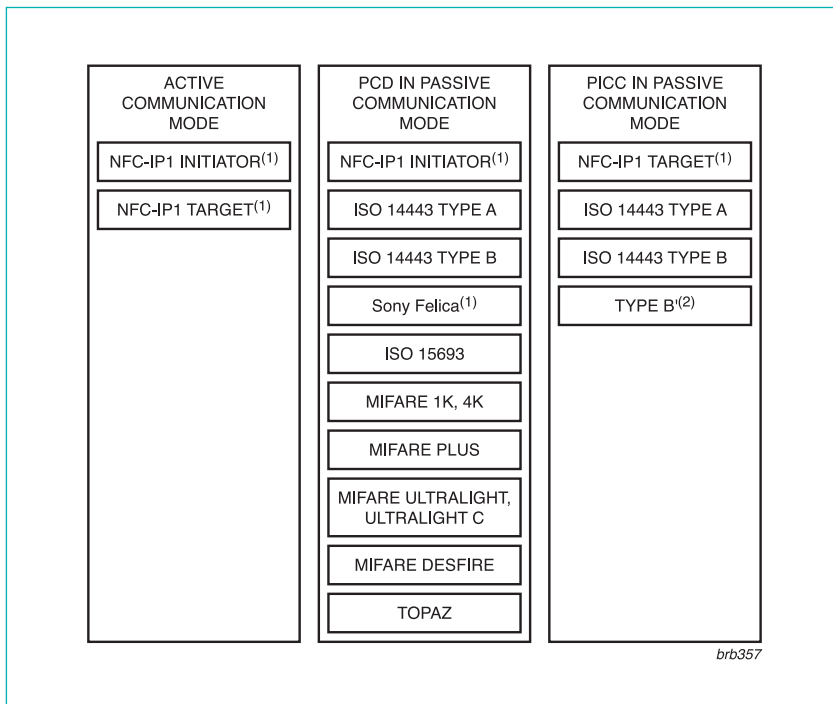 ACTIVE
COMMUNICATION
MODE
NFC-IP1 INITIATOR(1)
NFC-IP1 TARGET(1)
PCD IN PASSIVE
COMMUNICATION
MODE
NFC-IP1 INITIATOR(1)
ISO 14443 TYPE A
ISO 14443 TYPE B
Sony Felica(1)
ISO 15693
MIFARE 1K, 4K
MIFARE PLUS
MIFARE ULTRALIGHT,
ULTRALIGHT C
MIFARE DESFIRE
TOPAZ
PICC IN PASSIVE
COMMUNICATION
MODE
NFC-IP1 TARGET(1)
ISO 14443 TYPE A
ISO 14443 TYPE B
TYPE B'(2)
brb357